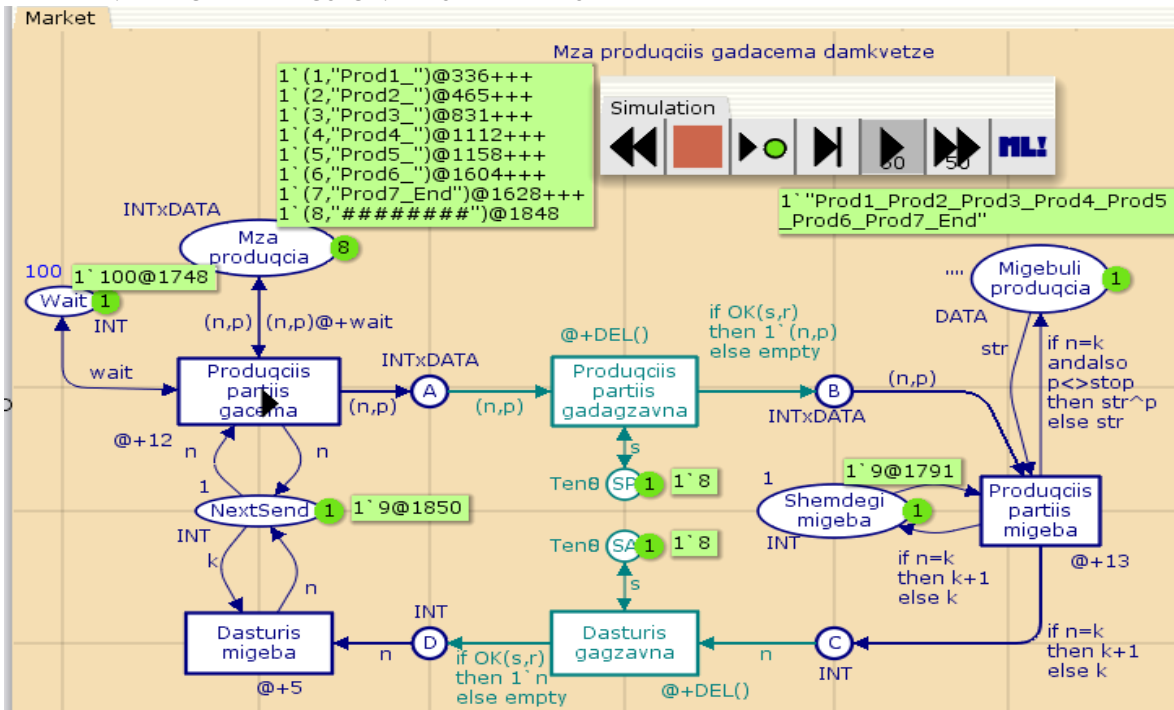 Market
Mza produqciis gadacema damkvetze
1`(1,"Prod1_")@336+++
1`(2,"Prod2_")@465+++
1`(3,"Prod3_")@831+++
1`(4,"Prod4_")@1112+++
1`(5,"Prod5_")@1158+++
1`(6,"Prod6_")@1604+++
1`(7,"Prod7_End")@1628+++
1`(8,"########")@1848
Simulation
50
ML!
1`"Prod1_Prod2_Prod3_Prod4_Prod5
_Prod6_Prod7_End"
INTxDATA
Mza
produqcia
8
100
1`100@1748
Wait
1
INT
""
Migebuli
produqcia
1
DATA
(n,p)
(n,p)@+wait
wait
Produqciis
partiis
gacema
@+12
(n,p)
INTxDATA
A
(n,p)
@+DEL()
Produqciis
partiis
gadagzavna
if OK(s,r)
then 1`(n,p)
else empty
B
INTxDATA
(n,p)
str
if n=k
andalso
p<>stop
then str^p
else str
n
n
s
SP
1
1`8
1
NextSend
1
1`9@1850
INT
1
1`9@1791
Shemdegi
migeba
1
INT
Produqciis
partiis
migeba
@+13
if n=k
then k+1
else k
SA
1
1`8
s
k
n
Dasturis
migeba
@+5
n
INT
D
if OK(s,r)
then 1`n
else empty
Dasturis
gagzavna
@+DEL()
n
C
INT
if n=k
then k+1
else k